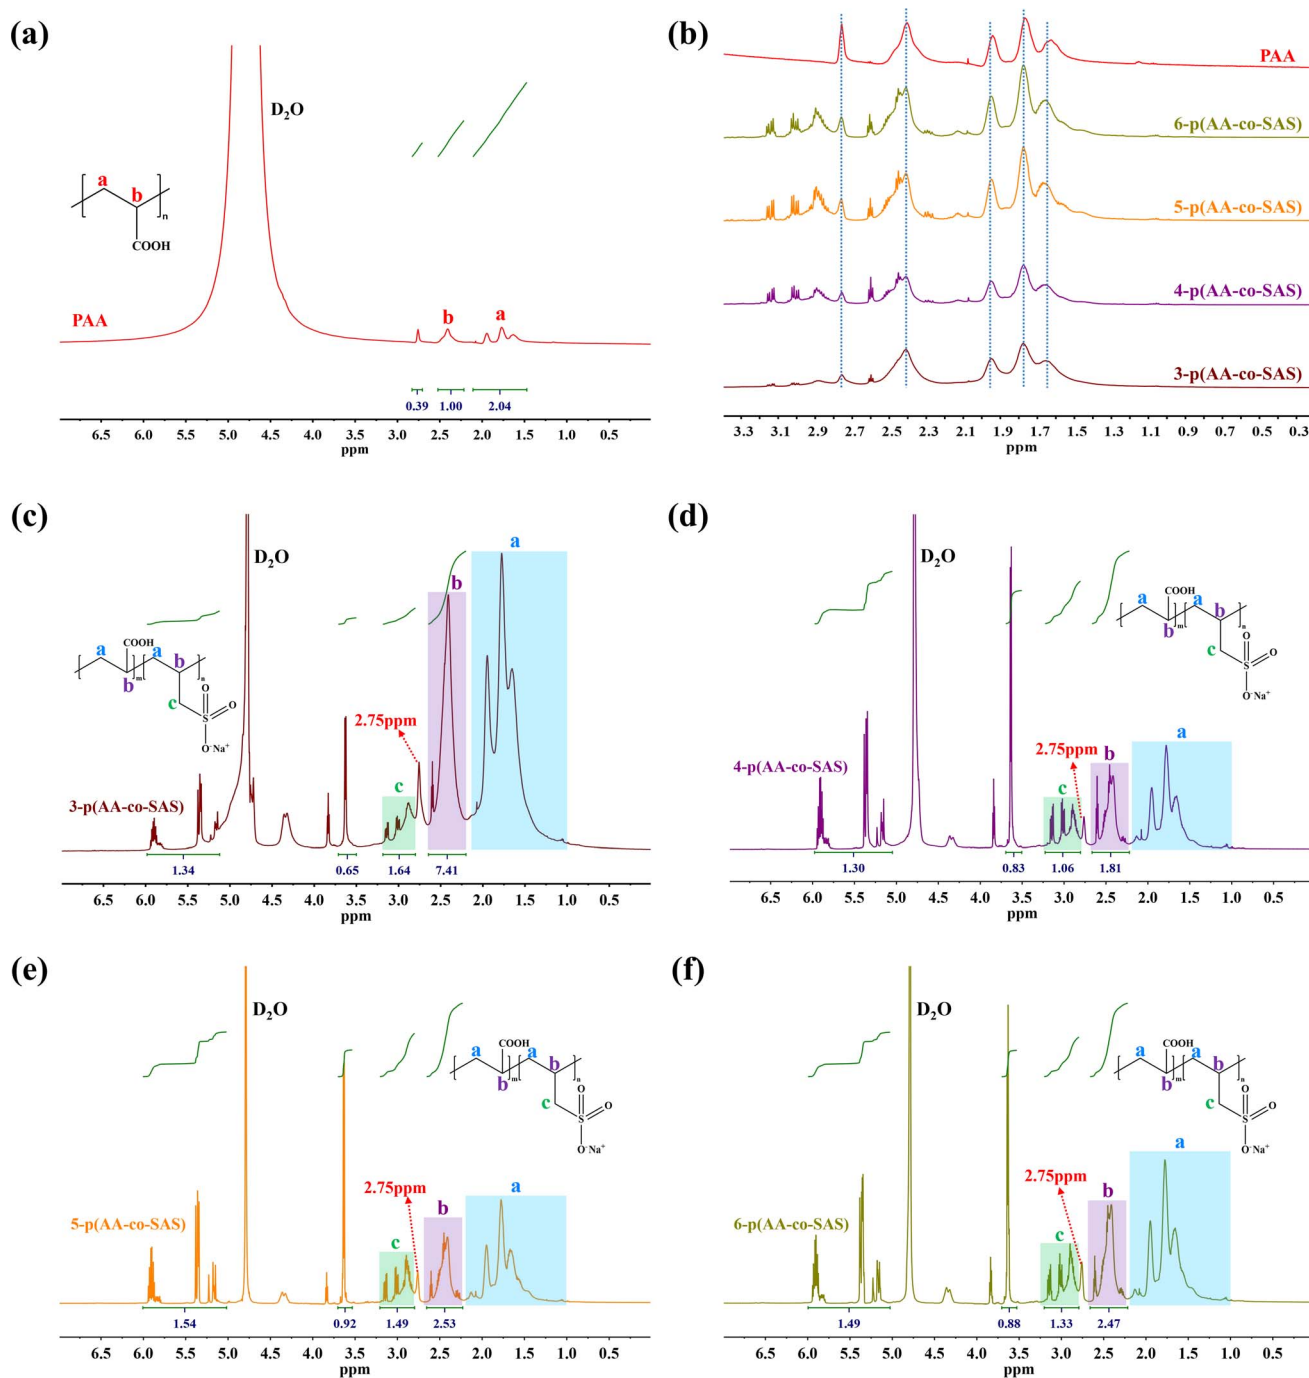 (a)
D₂O
a
b
n
COOH
PAA
b
a
0.39 1.00 2.04
6.5 6.0 5.5 5.0 4.5 4.0 3.5 3.0 2.5 2.0 1.5 1.0 0.5
ppm
(b)
PAA
6-p(AA-co-SAS)
5-p(AA-co-SAS)
4-p(AA-co-SAS)
3-p(AA-co-SAS)
3.3 3.1 2.9 2.7 2.5 2.3 2.1 1.9 1.7 1.5 1.3 1.1 0.9 0.7 0.5 0.3
ppm
(c)
D₂O
a
b
COOH
a a b
b m n
c
O
S O
O⁻Na⁺
2.75ppm
c
3-p(AA-co-SAS)
1.34 0.65 1.64 7.41
6.5 6.0 5.5 5.0 4.5 4.0 3.5 3.0 2.5 2.0 1.5 1.0 0.5
ppm
(d)
D₂O
COOH
a a b
b m n
c
O
S O
O⁻Na⁺
4-p(AA-co-SAS)
2.75ppm
c
b
a
1.30 0.83 1.06 1.81
6.5 6.0 5.5 5.0 4.5 4.0 3.5 3.0 2.5 2.0 1.5 1.0 0.5
ppm
(e)
D₂O
COOH
a a b
b m n
c
O
S O
O⁻Na⁺
5-p(AA-co-SAS)
2.75ppm
c
b
a
1.54 0.92 1.49 2.53
6.5 6.0 5.5 5.0 4.5 4.0 3.5 3.0 2.5 2.0 1.5 1.0 0.5
ppm
(f)
D₂O
COOH
a a b
b m n
c
O
S O
O⁻Na⁺
6-p(AA-co-SAS)
2.75ppm
c
b
a
1.49 0.88 1.33 2.47
6.5 6.0 5.5 5.0 4.5 4.0 3.5 3.0 2.5 2.0 1.5 1.0 0.5
ppm